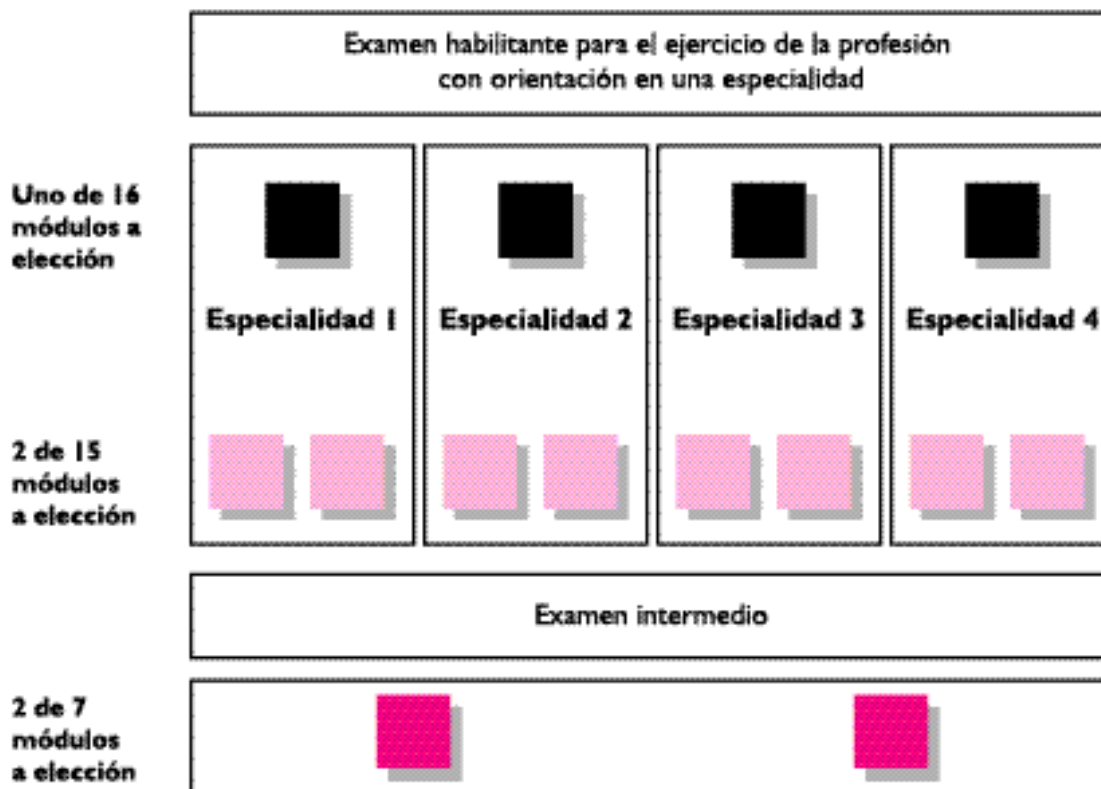 Examen habilitante para el ejercicio de la profesión
con orientación en una especialidad
Uno de 16
módulos a
elección
Especialidad 1
Especialidad 2
Especialidad 3
Especialidad 4
2 de 15
módulos
a elección
Examen intermedio
2 de 7
módulos
a elección